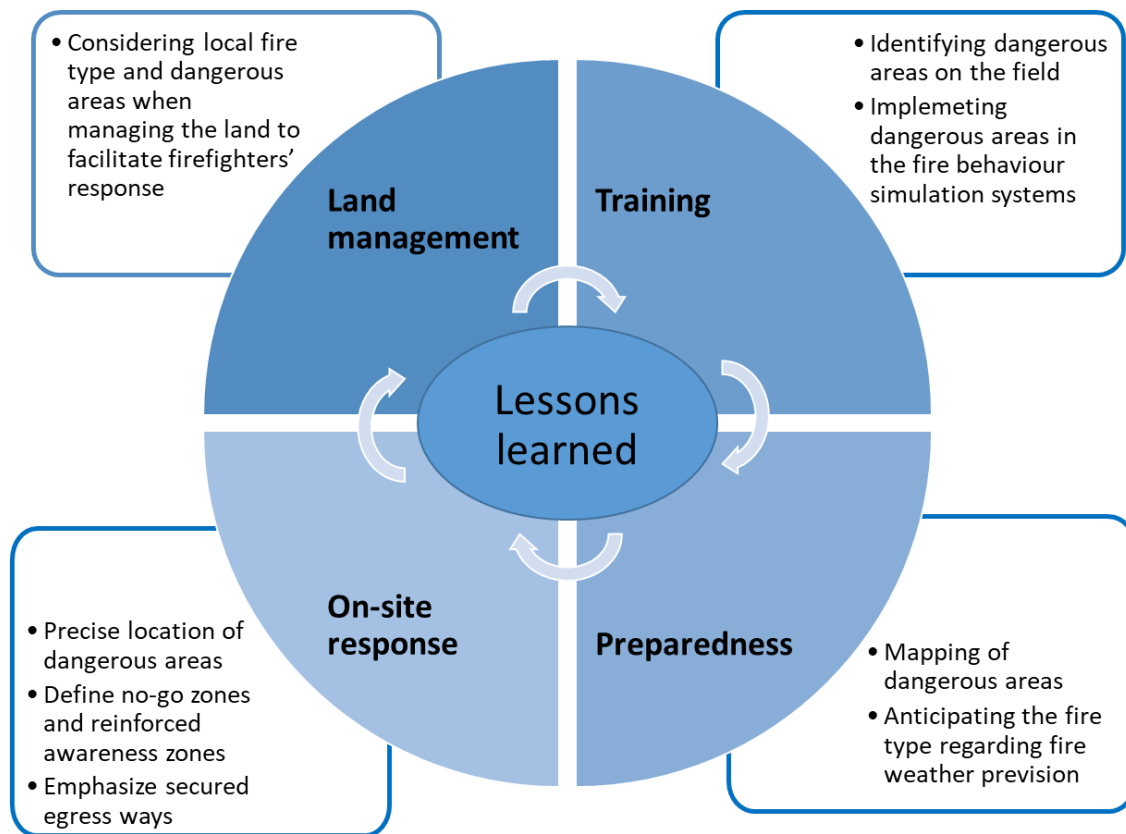 • Considering local fire
type and dangerous
areas when
managing the land to
facilitate firefighters’
response
• Identifying dangerous
areas on the field
• Implemeting
dangerous areas in
the fire behaviour
simulation systems
Land
management
Training
Lessons
learned
On-site
response
Preparedness
• Precise location of
dangerous areas
• Define no-go zones
and reinforced
awareness zones
• Emphasize secured
egress ways
• Mapping of
dangerous areas
• Anticipating the fire
type regarding fire
weather prevision